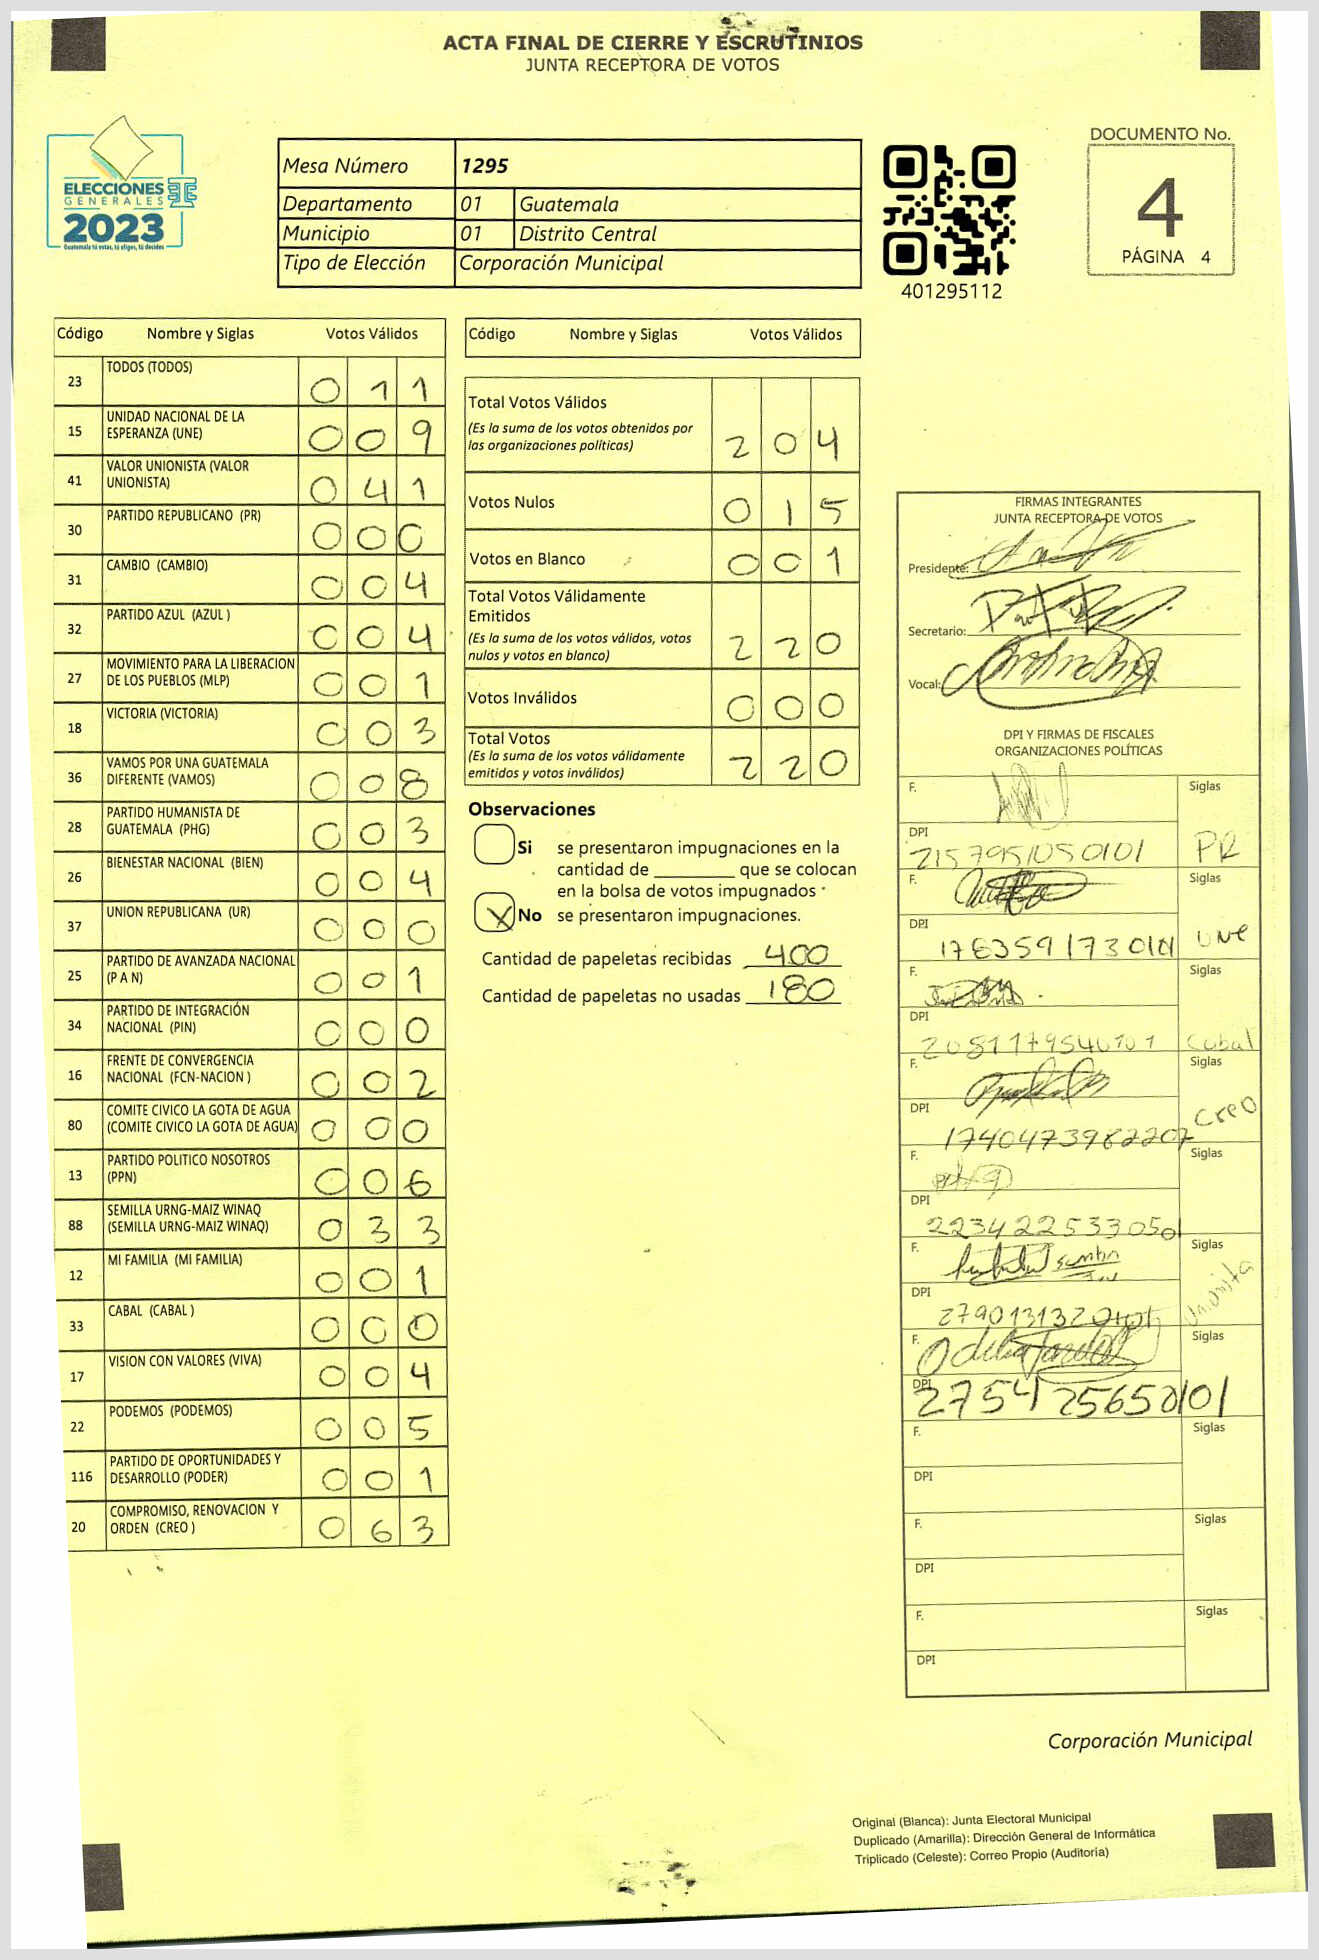 ACTA FINAL DE CIERRE Y ESCRUTINIOS
JUNTA RECEPTORA DE VOTOS
ELECCIONES
GENERALES
2023
Guatemala tú votas, tú eliges, tú decides
Mesa Número 1295
Departamento 01 Guatemala
Municipio 01 Distrito Central
Tipo de Elección Corporación Municipal
401295112
DOCUMENTO No.
4
PÁGINA 4
Código Nombre y Siglas Votos Válidos
23 TODOS (TODOS) 0 1 1
15 UNIDAD NACIONAL DE LA
ESPERANZA (UNE) 0 0 9
41 VALOR UNIONISTA (VALOR
UNIONISTA) 0 4 1
30 PARTIDO REPUBLICANO (PR) 0 0 0
31 CAMBIO (CAMBIO) 0 0 4
32 PARTIDO AZUL (AZUL ) 0 0 4
27 MOVIMIENTO PARA LA LIBERACION
DE LOS PUEBLOS (MLP) 0 0 1
18 VICTORIA (VICTORIA) 0 0 3
36 VAMOS POR UNA GUATEMALA
DIFERENTE (VAMOS) 0 0 8
28 PARTIDO HUMANISTA DE
GUATEMALA (PHG) 0 0 3
26 BIENESTAR NACIONAL (BIEN) 0 0 4
37 UNION REPUBLICANA (UR) 0 0 0
25 PARTIDO DE AVANZADA NACIONAL
(P A N) 0 0 1
34 PARTIDO DE INTEGRACIÓN
NACIONAL (PIN) 0 0 0
16 FRENTE DE CONVERGENCIA
NACIONAL (FCN-NACION ) 0 0 2
80 COMITE CIVICO LA GOTA DE AGUA
(COMITE CIVICO LA GOTA DE AGUA) 0 0 0
13 PARTIDO POLITICO NOSOTROS
(PPN) 0 0 6
88 SEMILLA URNG-MAIZ WINAQ
(SEMILLA URNG-MAIZ WINAQ) 0 3 3
12 MI FAMILIA (MI FAMILIA) 0 0 1
33 CABAL (CABAL ) 0 0 0
17 VISION CON VALORES (VIVA) 0 0 4
22 PODEMOS (PODEMOS) 0 0 5
116 PARTIDO DE OPORTUNIDADES Y
DESARROLLO (PODER) 0 0 1
20 COMPROMISO, RENOVACION Y
ORDEN (CREO ) 0 6 3
Código Nombre y Siglas Votos Válidos
Total Votos Válidos
(Es la suma de los votos obtenidos por
las organizaciones políticas) 2 0 4
Votos Nulos 0 1 5
Votos en Blanco 0 0 1
Total Votos Válidamente
Emitidos
(Es la suma de los votos válidos, votos
nulos y votos en blanco) 2 2 0
Votos Inválidos 0 0 0
Total Votos
(Es la suma de los votos válidamente
emitidos y votos inválidos) 2 2 0
Observaciones
Si se presentaron impugnaciones en la
cantidad de ________ que se colocan
en la bolsa de votos impugnados
X No se presentaron impugnaciones.
Cantidad de papeletas recibidas 400
Cantidad de papeletas no usadas 180
FIRMAS INTEGRANTES
JUNTA RECEPTORA DE VOTOS
Presidente:
Secretario:
Vocal:
DPI Y FIRMAS DE FISCALES
ORGANIZACIONES POLÍTICAS
F. Siglas
DPI
2157951050101 PR
F. Siglas
DPI
UNE
F. Siglas
DPI
Cabal
F. Siglas
DPI
1740473982207 Creo
F. Siglas
DPI
2234225330501
F. Siglas
DPI
Unionista
F. Siglas
DPI
2754256520101
F. Siglas
DPI
F. Siglas
DPI
F. Siglas
DPI
Corporación Municipal
Original (Blanca): Junta Electoral Municipal
Duplicado (Amarilla): Dirección General de Informática
Triplicado (Celeste): Correo Propio (Auditoría)